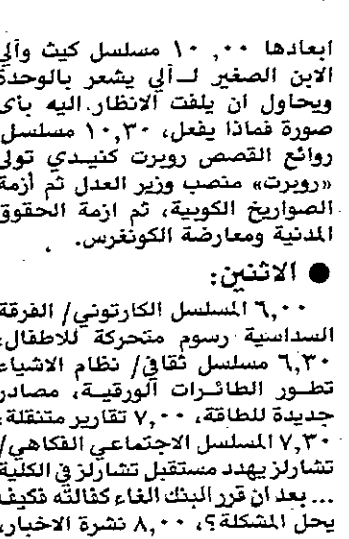 ابعادها ١٠,٠٠ مسلسل كيث وآلي
الابن الصغير لـ آلي يشعر بالوحدة
ويحاول ان يلفت الانظار اليه بأى
صورة فماذا يفعل، ١٠,٣٠ مسلسل
روائع القصص روبرت كنيدي تولى
«روبرت» منصب وزير العدل ثم أزمة
الصواريخ الكوبية، ثم ازمة الحقوق
المدنية ومعارضة الكونغرس.
● الاثنين:
٦,٠٠ المسلسل الكارتوني/ الفرقة
السداسية رسوم متحركة للاطفال،
٦,٣٠ مسلسل ثقافي/ نظام الاشياء
تطور الطائرات الورقية، مصادر
جديدة للطاقة، ٧,٠٠ تقارير متنقلة،
٧,٣٠ المسلسل الاجتماعي الفكاهي/
تشارلز يهدد مستقبل تشارلز في الكلية
... بعد ان قرر البنك الغاء كفالته فكيف
يحل المشكلة؟، ٨,٠٠ نشرة الاخبار،